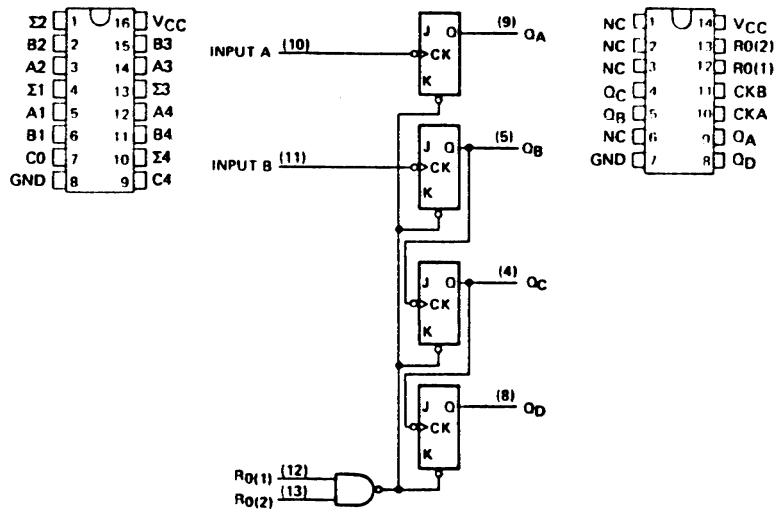 Σ2 1 16 VCC
B2 2 15 B3
A2 3 14 A3
Σ1 4 13 Σ3
A1 5 12 A4
B1 6 11 B4
C0 7 10 Σ4
GND 8 9 C4
J Q (9) QA
INPUT A (10) CK
K
J Q (5) QB
INPUT B (11) CK
K
J Q (4) QC
CK
K
J Q (8) QD
CK
K
R0(1) (12)
R0(2) (13)
NC 1 14 VCC
NC 2 13 R0(2)
NC 3 12 R0(1)
QC 4 11 CKB
QB 5 10 CKA
NC 6 9 QA
GND 7 8 QD